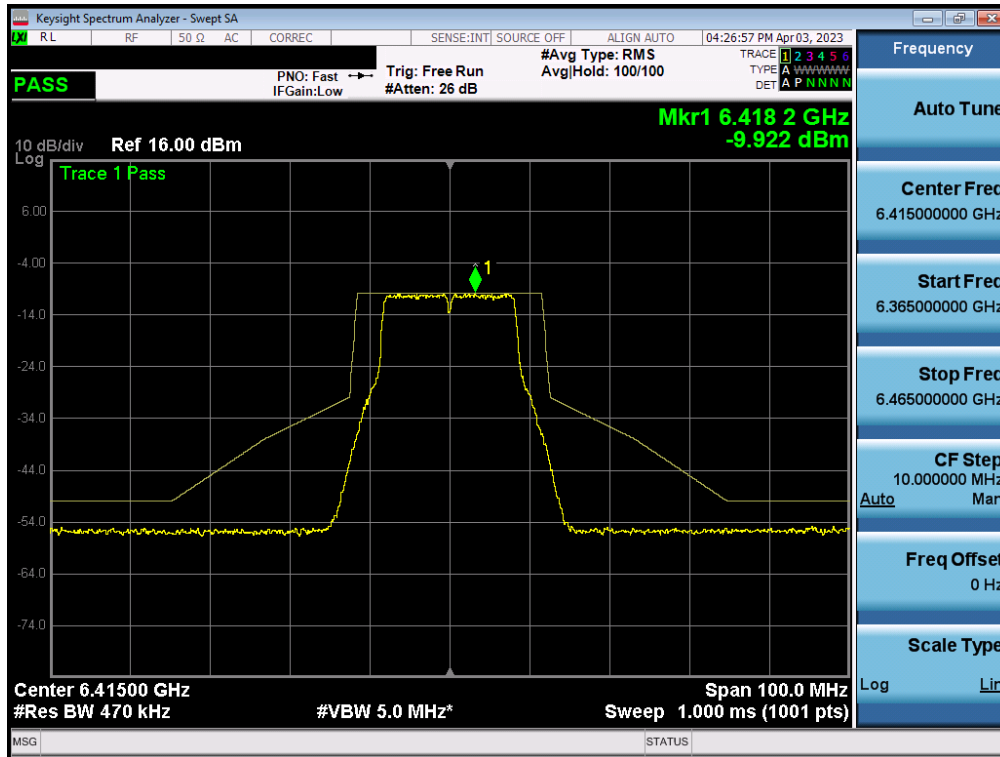 Keysight Spectrum Analyzer - Swept SA
LXI RL RF 50 Ω AC CORREC SENSE:INT SOURCE OFF ALIGN AUTO 04:26:57 PM Apr 03, 2023
Frequency
PASS
PNO: Fast
IFGain:Low
Trig: Free Run
#Atten: 26 dB
#Avg Type: RMS
Avg|Hold: 100/100
TRACE 1 2 3 4 5 6
TYPE A WWWWW
DET A P N N N N
Mkr1 6.418 2 GHz
-9.922 dBm
10 dB/div Ref 16.00 dBm
Log
Trace 1 Pass
1
6.00
-4.00
-14.0
-24.0
-34.0
-44.0
-54.0
-64.0
-74.0
Center 6.41500 GHz Span 100.0 MHz
#Res BW 470 kHz #VBW 5.0 MHz* Sweep 1.000 ms (1001 pts)
MSG STATUS
Auto Tune
Center Freq
6.415000000 GHz
Start Freq
6.365000000 GHz
Stop Freq
6.465000000 GHz
CF Step
10.000000 MHz
Auto Man
Freq Offset
0 Hz
Scale Type
Log Lin